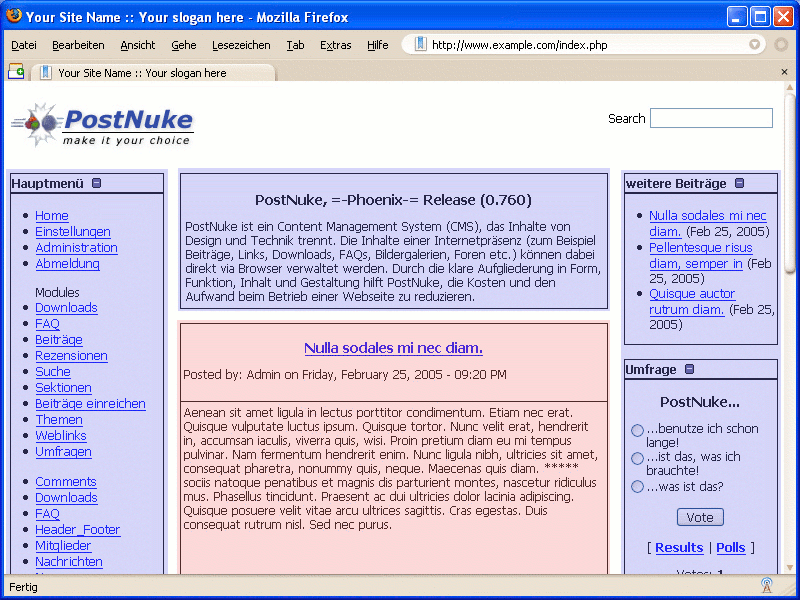 Your Site Name :: Your slogan here - Mozilla Firefox
Datei Bearbeiten Ansicht Gehe Lesezeichen Tab Extras Hilfe http://www.example.com/index.php
Your Site Name :: Your slogan here
PostNuke
make it your choice
Search
Hauptmenü
Home
Einstellungen
Administration
Abmeldung
Modules
Downloads
FAQ
Beiträge
Rezensionen
Suche
Sektionen
Beiträge einreichen
Themen
Weblinks
Umfragen
Comments
Downloads
FAQ
Header_Footer
Mitglieder
Nachrichten
PostNuke, =-Phoenix-= Release (0.760)
PostNuke ist ein Content Management System (CMS), das Inhalte von
Design und Technik trennt. Die Inhalte einer Internetpräsenz (zum Beispiel
Beiträge, Links, Downloads, FAQs, Bildergalerien, Foren etc.) können dabei
direkt via Browser verwaltet werden. Durch die klare Aufgliederung in Form,
Funktion, Inhalt und Gestaltung hilft PostNuke, die Kosten und den
Aufwand beim Betrieb einer Webseite zu reduzieren.
Nulla sodales mi nec diam.
Posted by: Admin on Friday, February 25, 2005 - 09:20 PM
Aenean sit amet ligula in lectus porttitor condimentum. Etiam nec erat.
Quisque vulputate luctus ipsum. Quisque tortor. Nunc velit erat, hendrerit
in, accumsan iaculis, viverra quis, wisi. Proin pretium diam eu mi tempus
pulvinar. Nam fermentum hendrerit enim. Nunc ligula nibh, ultricies sit amet,
consequat pharetra, nonummy quis, neque. Maecenas quis diam. *****
sociis natoque penatibus et magnis dis parturient montes, nascetur ridiculus
mus. Phasellus tincidunt. Praesent ac dui ultricies dolor lacinia adipiscing.
Quisque posuere velit vitae arcu ultrices sagittis. Cras egestas. Duis
consequat rutrum nisl. Sed nec purus.
weitere Beiträge
Nulla sodales mi nec
diam. (Feb 25, 2005)
Pellentesque risus
diam, semper in (Feb
25, 2005)
Quisque auctor
rutrum diam. (Feb 25,
2005)
Umfrage
PostNuke...
...benutze ich schon
lange!
...ist das, was ich
brauchte!
...was ist das?
Vote
[ Results | Polls ]
Votes: 1
Fertig